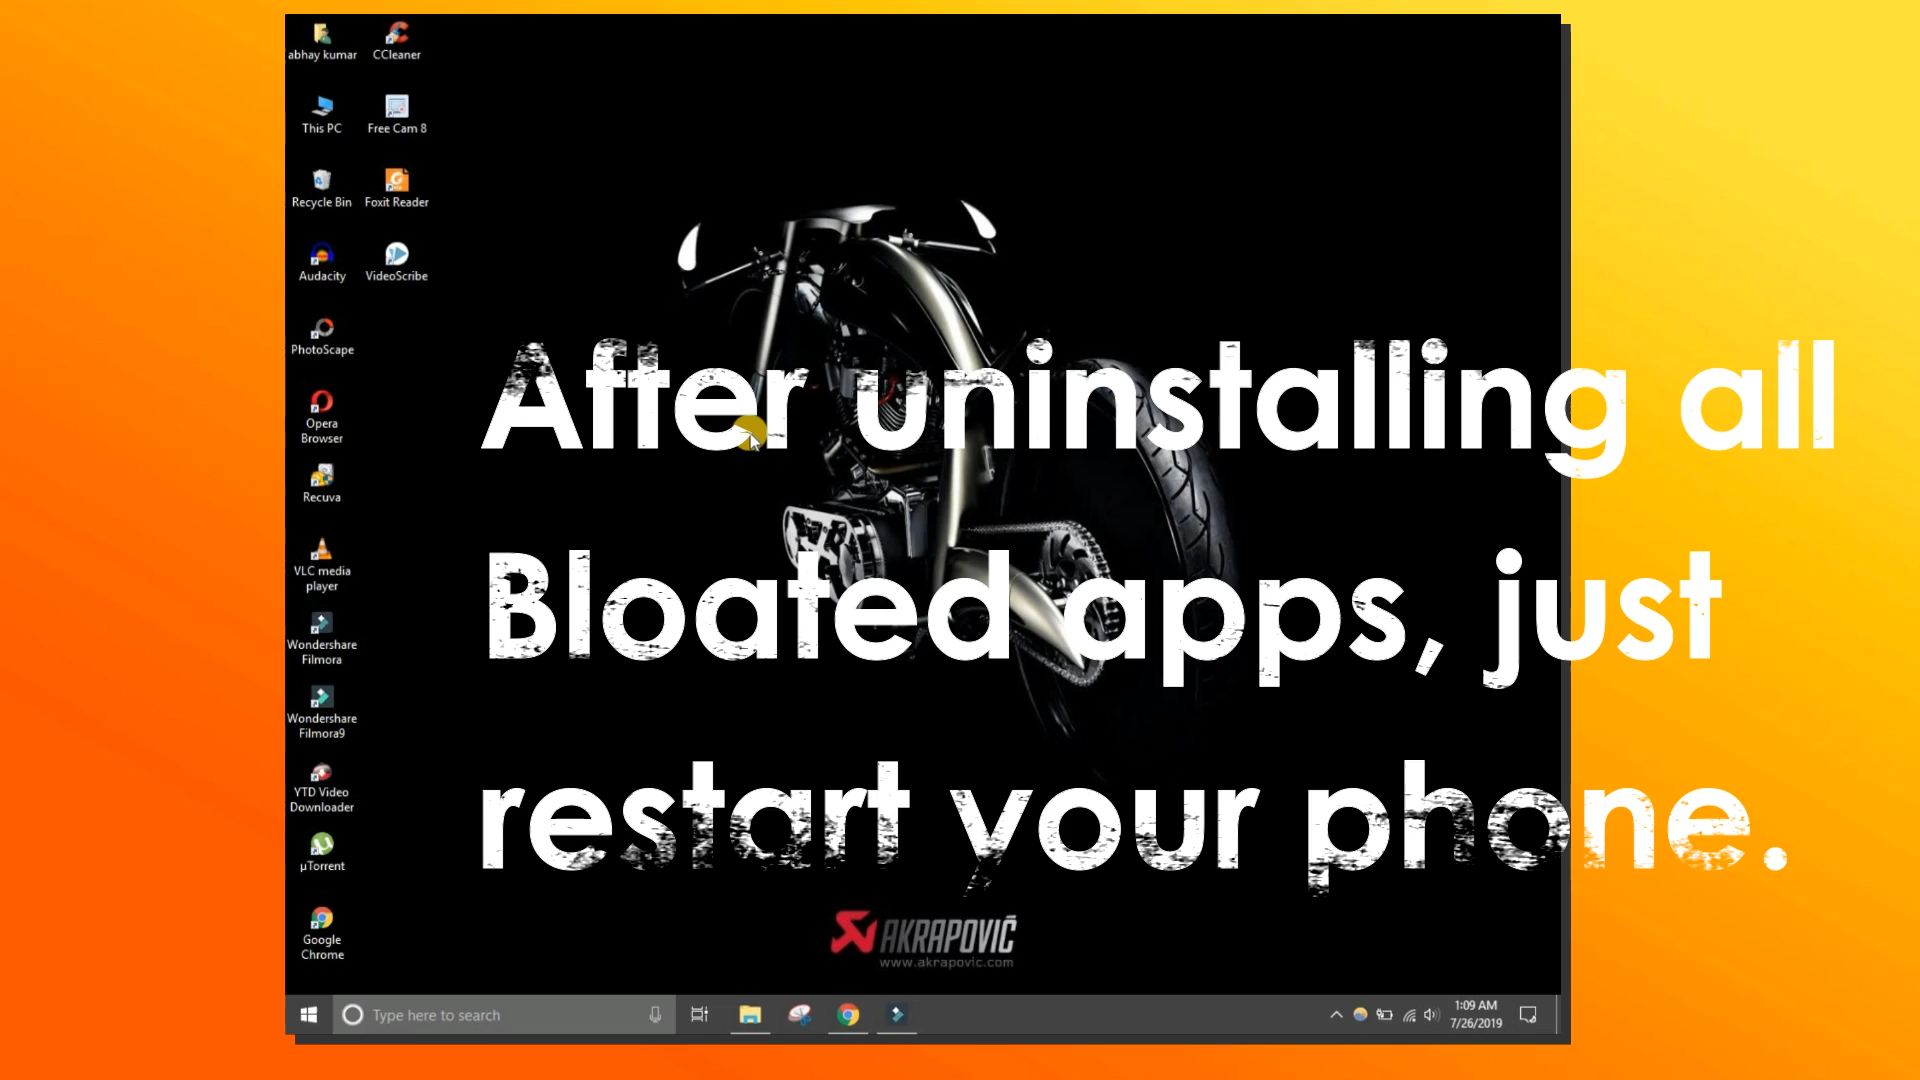 abhay kumar
CCleaner
This PC
Free Cam 8
Recycle Bin
Foxit Reader
Audacity
VideoScribe
PhotoScape
Opera
Browser
Recuva
VLC media
player
Wondershare
Filmora
Wondershare
Filmora9
YTD Video
Downloader
µTorrent
Google
Chrome
After uninstalling all
Bloated apps, just
restart your phone.
AKRAPOVIČ
www.akrapovic.com
Type here to search
1:09 AM
7/26/2019